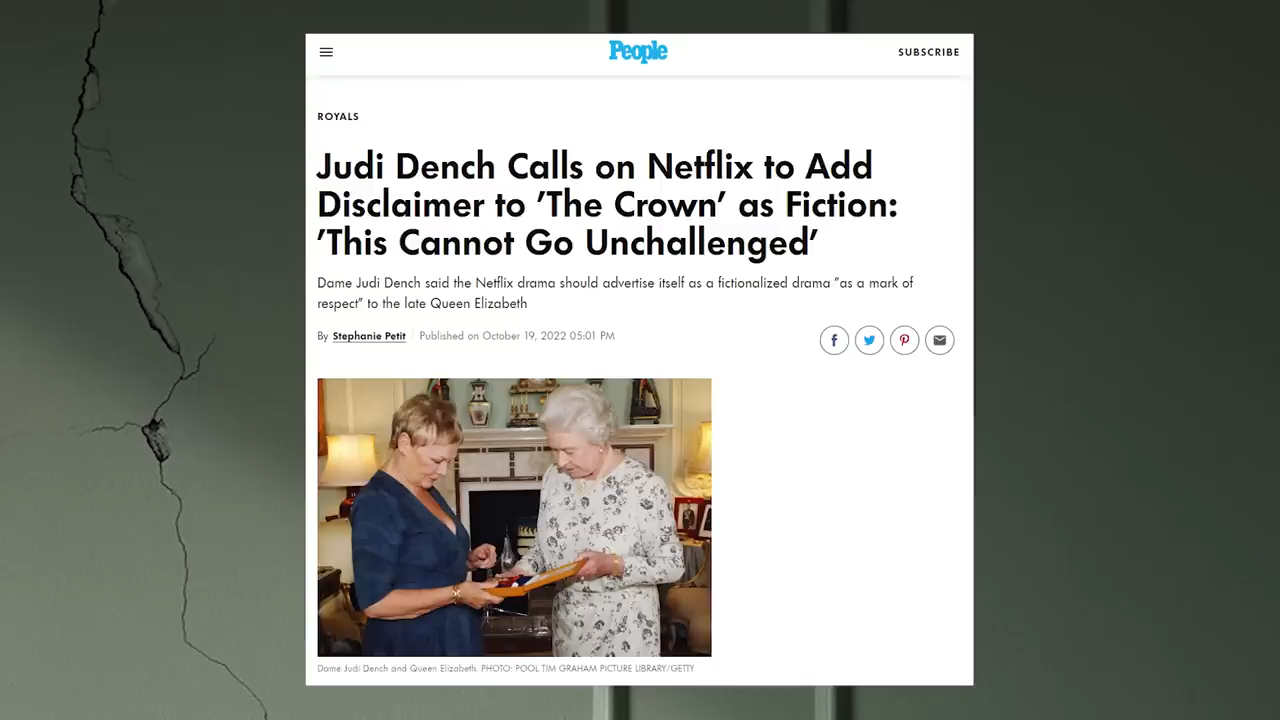 People
SUBSCRIBE
ROYALS
Judi Dench Calls on Netflix to Add
Disclaimer to 'The Crown' as Fiction:
'This Cannot Go Unchallenged'
Dame Judi Dench said the Netflix drama should advertise itself as a fictionalized drama "as a mark of
respect" to the late Queen Elizabeth
By Stephanie Petit Published on October 19, 2022 05:01 PM
Dame Judi Dench and Queen Elizabeth. PHOTO: POOL TIM GRAHAM PICTURE LIBRARY/GETTY